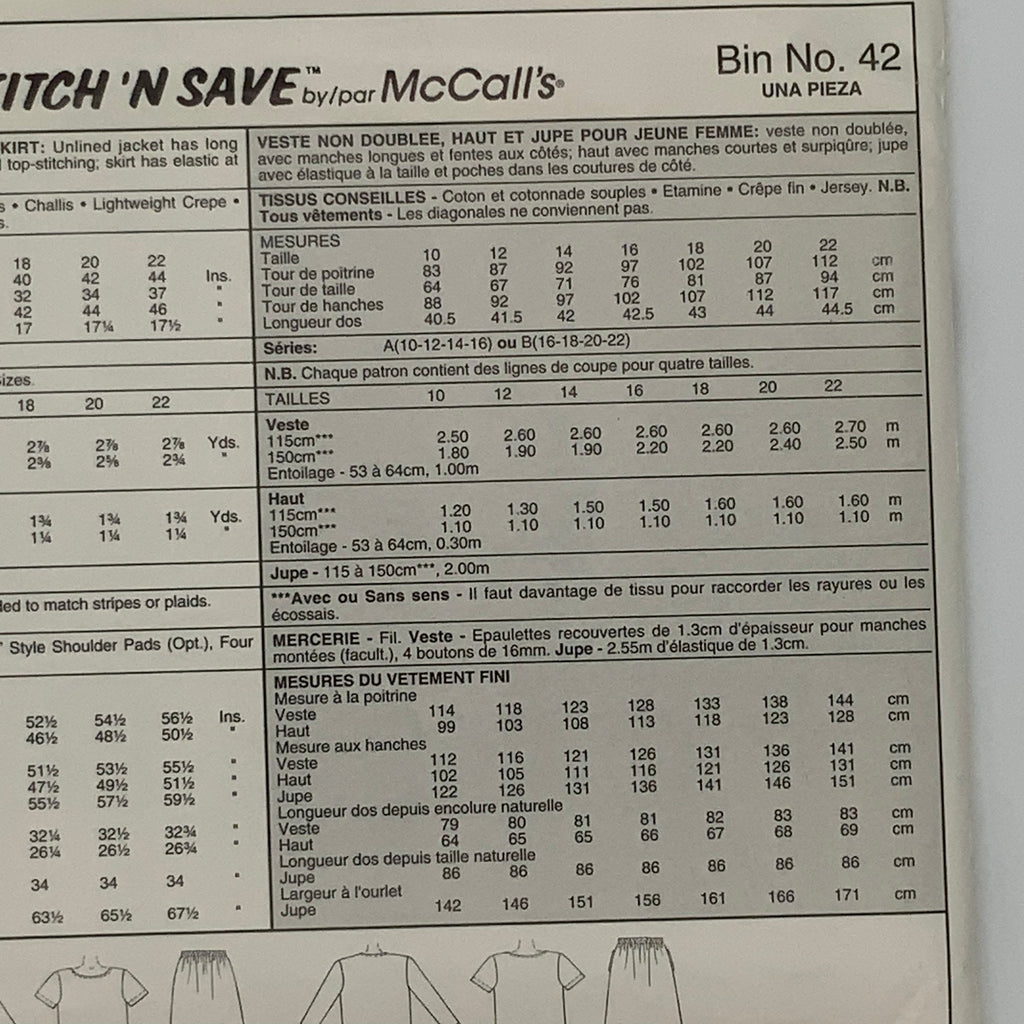 ITCH 'N SAVE™ by/par McCall's®
Bin No. 42
UNA PIEZA
KIRT: Unlined jacket has long
top-stitching; skirt has elastic at
s • Challis • Lightweight Crepe •
s.
18 20 22
40 42 44 Ins.
32 34 37 "
42 44 46 "
17 17¼ 17½ "
izes.
18 20 22
2⅞ 2⅞ 2⅞ Yds.
2⅝ 2⅝ 2¾ "
1¾ 1¾ 1¾ Yds.
1¼ 1¼ 1¼ "
ded to match stripes or plaids.
" Style Shoulder Pads (Opt.), Four
52½ 54½ 56½ Ins.
46½ 48½ 50½ "
51½ 53½ 55½ "
47½ 49½ 51½ "
55½ 57½ 59½ "
32¼ 32½ 32¾ "
26¼ 26½ 26¾ "
34 34 34 "
63½ 65½ 67½ "
VESTE NON DOUBLEE, HAUT ET JUPE POUR JEUNE FEMME: veste non doublée,
avec manches longues et fentes aux côtés; haut avec manches courtes et surpiqûre; jupe
avec élastique à la taille et poches dans les coutures de côté.
TISSUS CONSEILLES - Coton et cotonnade souples • Etamine • Crêpe fin • Jersey. N.B.
Tous vêtements - Les diagonales ne conviennent pas.
MESURES
Taille 10 12 14 16 18 20 22
Tour de poitrine 83 87 92 97 102 107 112 cm
Tour de taille 64 67 71 76 81 87 94 cm
Tour de hanches 88 92 97 102 107 112 117 cm
Longueur dos 40.5 41.5 42 42.5 43 44 44.5 cm
Séries: A(10-12-14-16) ou B(16-18-20-22)
N.B. Chaque patron contient des lignes de coupe pour quatre tailles.
TAILLES 10 12 14 16 18 20 22
Veste
115cm*** 2.50 2.60 2.60 2.60 2.60 2.60 2.70 m
150cm*** 1.80 1.90 1.90 2.20 2.20 2.40 2.50 m
Entoilage - 53 à 64cm, 1.00m
Haut
115cm*** 1.20 1.30 1.50 1.50 1.60 1.60 1.60 m
150cm*** 1.10 1.10 1.10 1.10 1.10 1.10 1.10 m
Entoilage - 53 à 64cm, 0.30m
Jupe - 115 à 150cm***, 2.00m
***Avec ou Sans sens - Il faut davantage de tissu pour raccorder les rayures ou les
écossais.
MERCERIE - Fil. Veste - Epaulettes recouvertes de 1.3cm d'épaisseur pour manches
montées (facult.), 4 boutons de 16mm. Jupe - 2.55m d'élastique de 1.3cm.
MESURES DU VETEMENT FINI
Mesure à la poitrine
Veste 114 118 123 128 133 138 144 cm
Haut 99 103 108 113 118 123 128 cm
Mesure aux hanches
Veste 112 116 121 126 131 136 141 cm
Haut 102 105 111 116 121 126 131 cm
Jupe 122 126 131 136 141 146 151 cm
Longueur dos depuis encolure naturelle
Veste 79 80 81 81 82 83 83 cm
Haut 64 65 65 66 67 68 69 cm
Longueur dos depuis taille naturelle
Jupe 86 86 86 86 86 86 86 cm
Largeur à l'ourlet
Jupe 142 146 151 156 161 166 171 cm